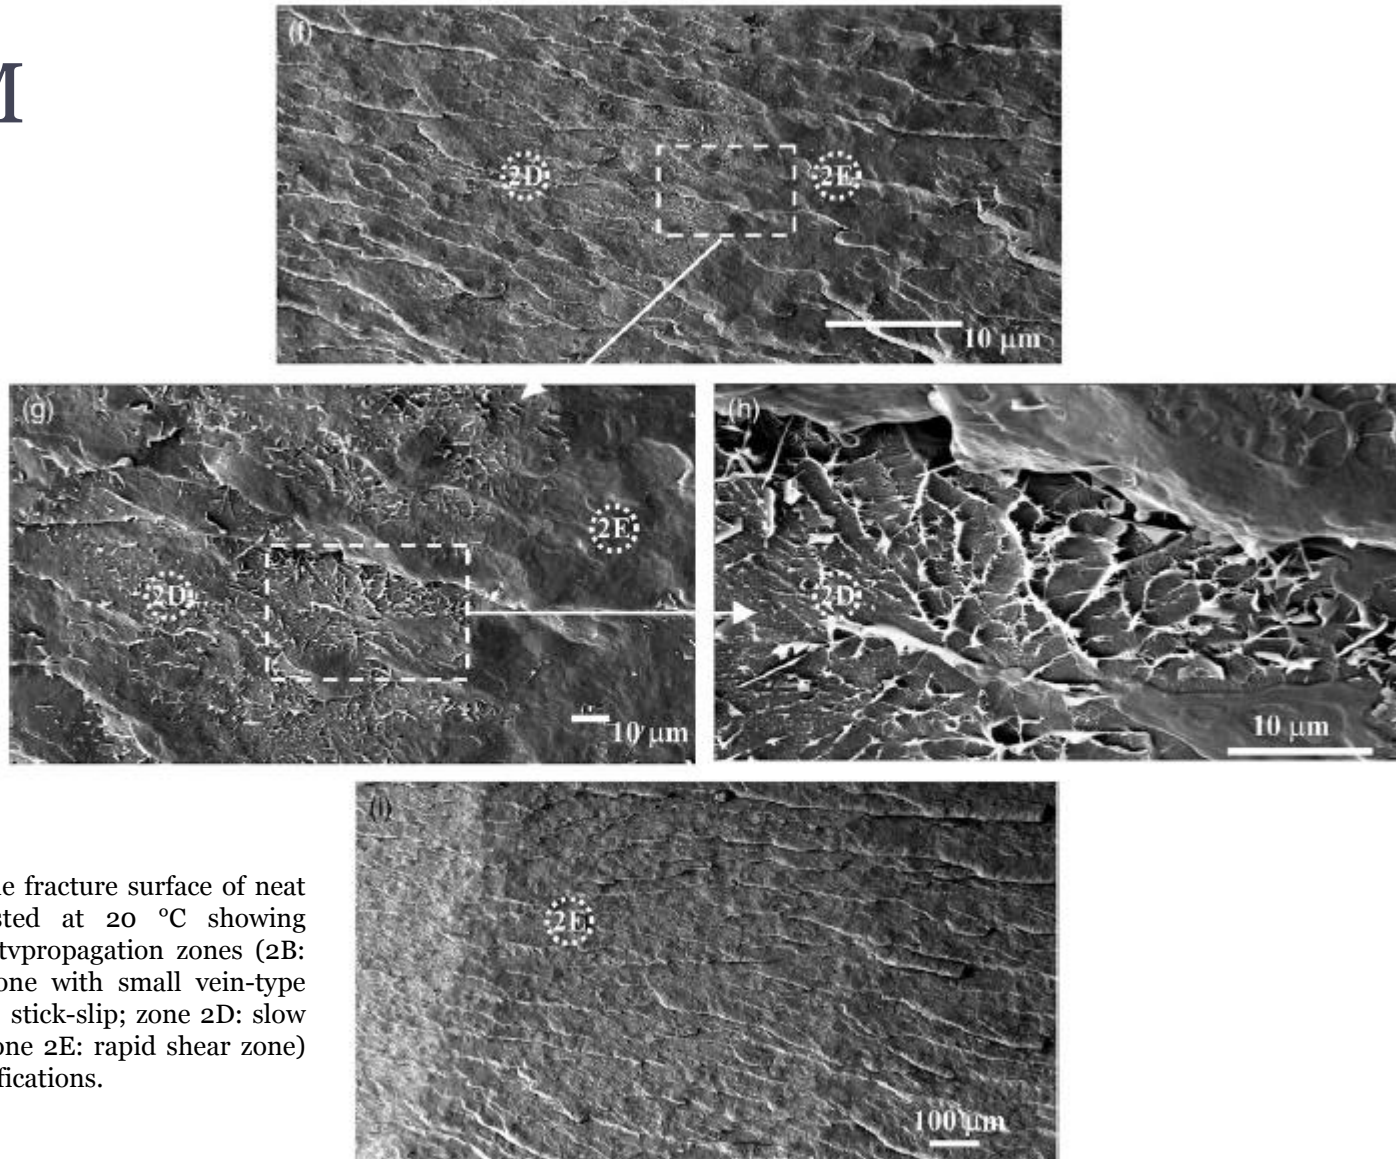 M
(f)
2D
2E
10 μm
(g)
2E
2D
10 μm
(h)
2D
10 μm
(i)
2E
100 μm
e fracture surface of neat
sted at 20 °C showing
tvpropagation zones (2B:
one with small vein-type
stick-slip; zone 2D: slow
one 2E: rapid shear zone)
fications.